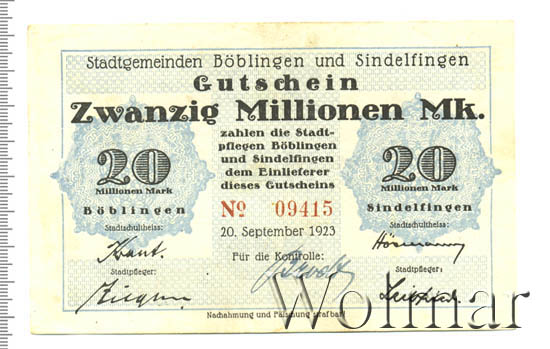 Stadtgemeinden Böblingen und Sindelfingen
Gutschein
Zwanzig Millionen Mk.
zahlen die Stadt-
pflegen Böblingen
und Sindelfingen
dem Einlieferer
dieses Gutscheins
20
Millionen Mark
Böblingen
Stadtschultheiss:
Stadtpfleger:
20
Millionen Mark
Sindelfingen
Stadtschultheiss:
Stadtpfleger:
No 09415
20. September 1923
Für die Kontrolle:
Nachahmung und Fälschung strafbar!
Wolmar